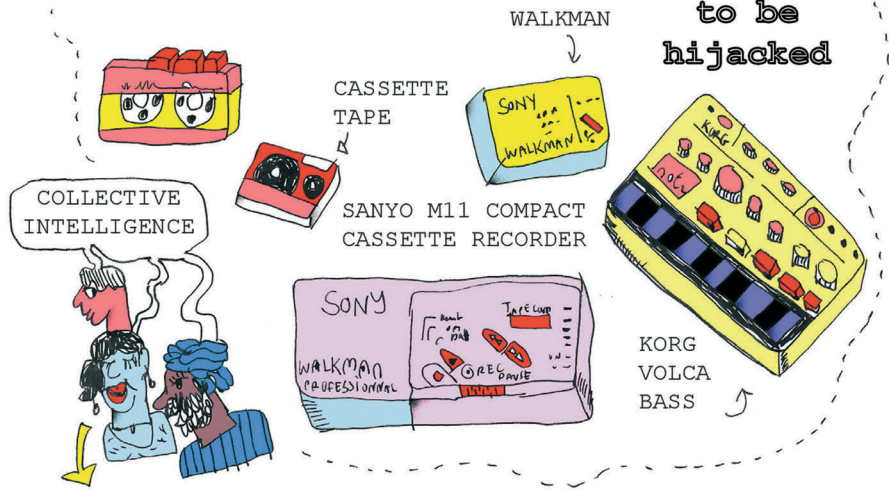 to be
hijacked
WALKMAN
CASSETTE
TAPE
SONY
WALKMAN
KORG
COLLECTIVE
INTELLIGENCE
SANYO M11 COMPACT
CASSETTE RECORDER
SONY
TAPE
WALKMAN
PROFESSIONNAL
REC
PAUSE
KORG
VOLCA
BASS